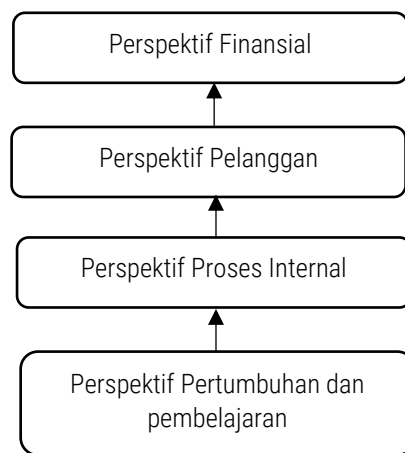 Perspektif Finansial
Perspektif Pelanggan
Perspektif Proses Internal
Perspektif Pertumbuhan dan
pembelajaran